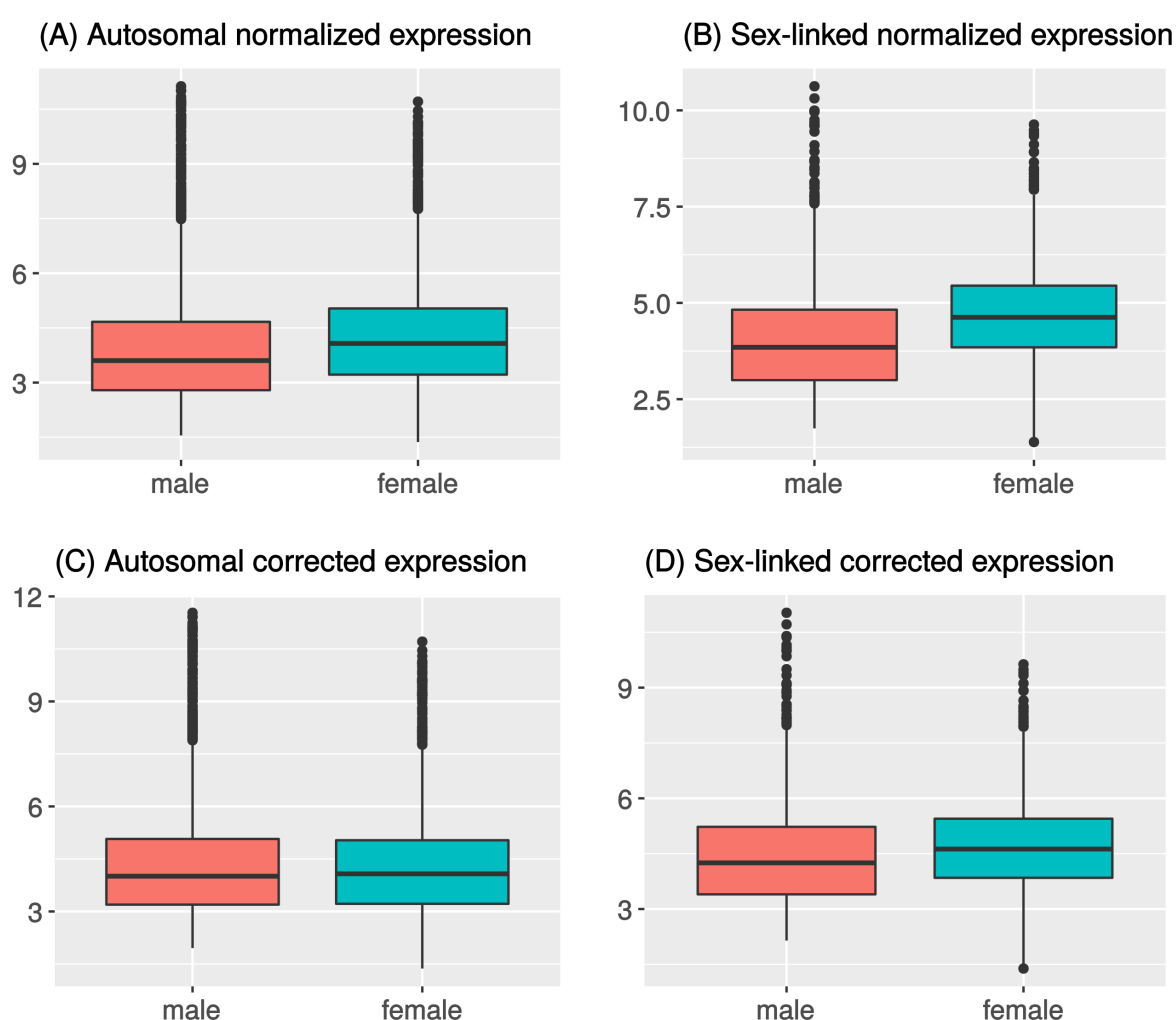 (A) Autosomal normalized expression
9
6
3
male female
(B) Sex-linked normalized expression
10.0
7.5
5.0
2.5
male female
(C) Autosomal corrected expression
12
9
6
3
male female
(D) Sex-linked corrected expression
9
6
3
male female